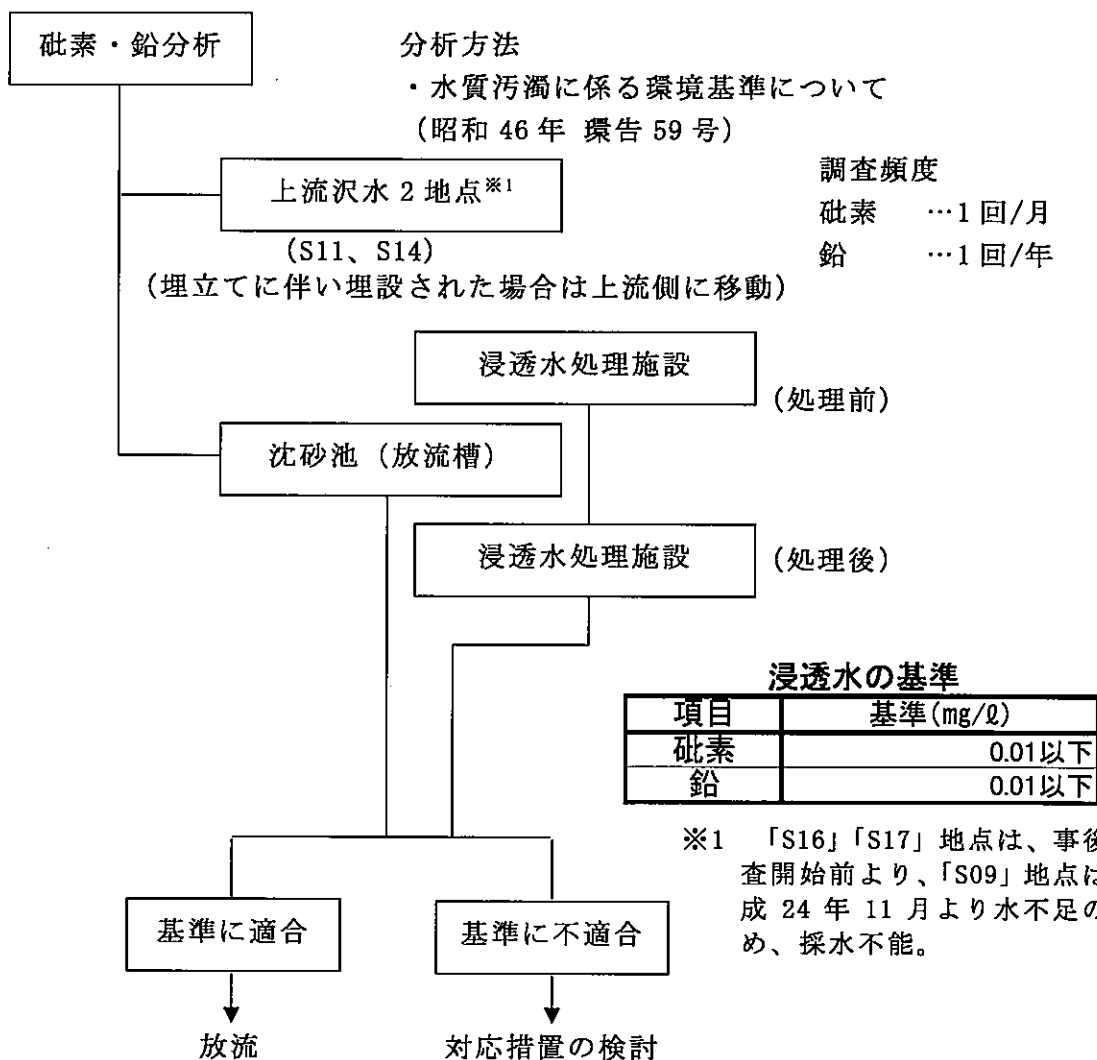 砒素・鉛分析
分析方法
・水質汚濁に係る環境基準について
(昭和 46 年 環告 59 号)
上流沢水 2 地点※1
(S11、S14)
(埋立てに伴い埋設された場合は上流側に移動)
調査頻度
砒素 …1 回/月
鉛 …1 回/年
浸透水処理施設
(処理前)
沈砂池 (放流槽)
浸透水処理施設
(処理後)
浸透水の基準
項目 基準(mg/ℓ)
砒素 0.01以下
鉛 0.01以下
※1 「S16」「S17」地点は、事後
査開始前より、「S09」地点は
成 24 年 11 月より水不足の
め、採水不能。
基準に適合
基準に不適合
放流
対応措置の検討